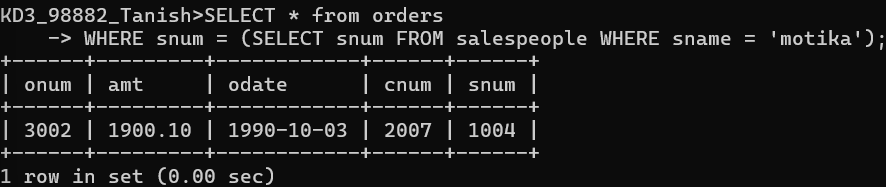 KD3_98882_Tanish>SELECT * from orders
    -> WHERE snum = (SELECT snum FROM salespeople WHERE sname = 'motika');
+------+---------+------------+------+------+
| onum | amt     | odate      | cnum | snum |
+------+---------+------------+------+------+
| 3002 | 1900.10 | 1990-10-03 | 2007 | 1004 |
+------+---------+------------+------+------+
1 row in set (0.00 sec)